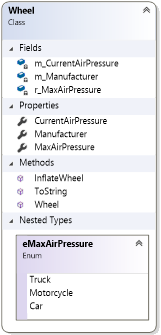 Wheel
Class
Fields
m_CurrentAirPressure
m_Manufacturer
r_MaxAirPressure
Properties
CurrentAirPressure
Manufacturer
MaxAirPressure
Methods
InflateWheel
ToString
Wheel
Nested Types
eMaxAirPressure
Enum
Truck
Motorcycle
Car